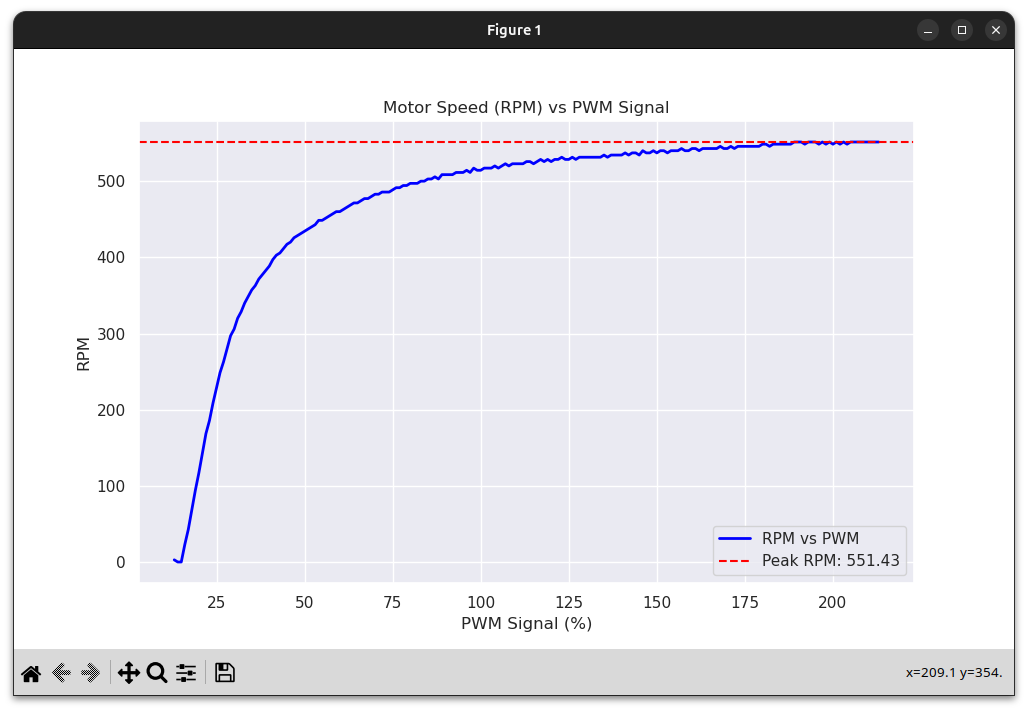 Figure 1
Motor Speed (RPM) vs PWM Signal
500
400
300
200
100
0
RPM
RPM vs PWM
Peak RPM: 551.43
25 50 75 100 125 150 175 200
PWM Signal (%)
x=209.1 y=354.